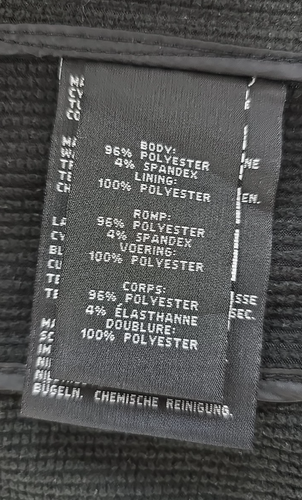 BODY:
96% POLYESTER
4% SPANDEX
LINING:
100% POLYESTER
ROMP:
96% POLYESTER
4% SPANDEX
VOERING:
100% POLYESTER
CORPS:
96% POLYESTER
4% ÉLASTHANNE
DOUBLURE:
100% POLYESTER
BÜGELN. CHEMISCHE REINIGUNG.